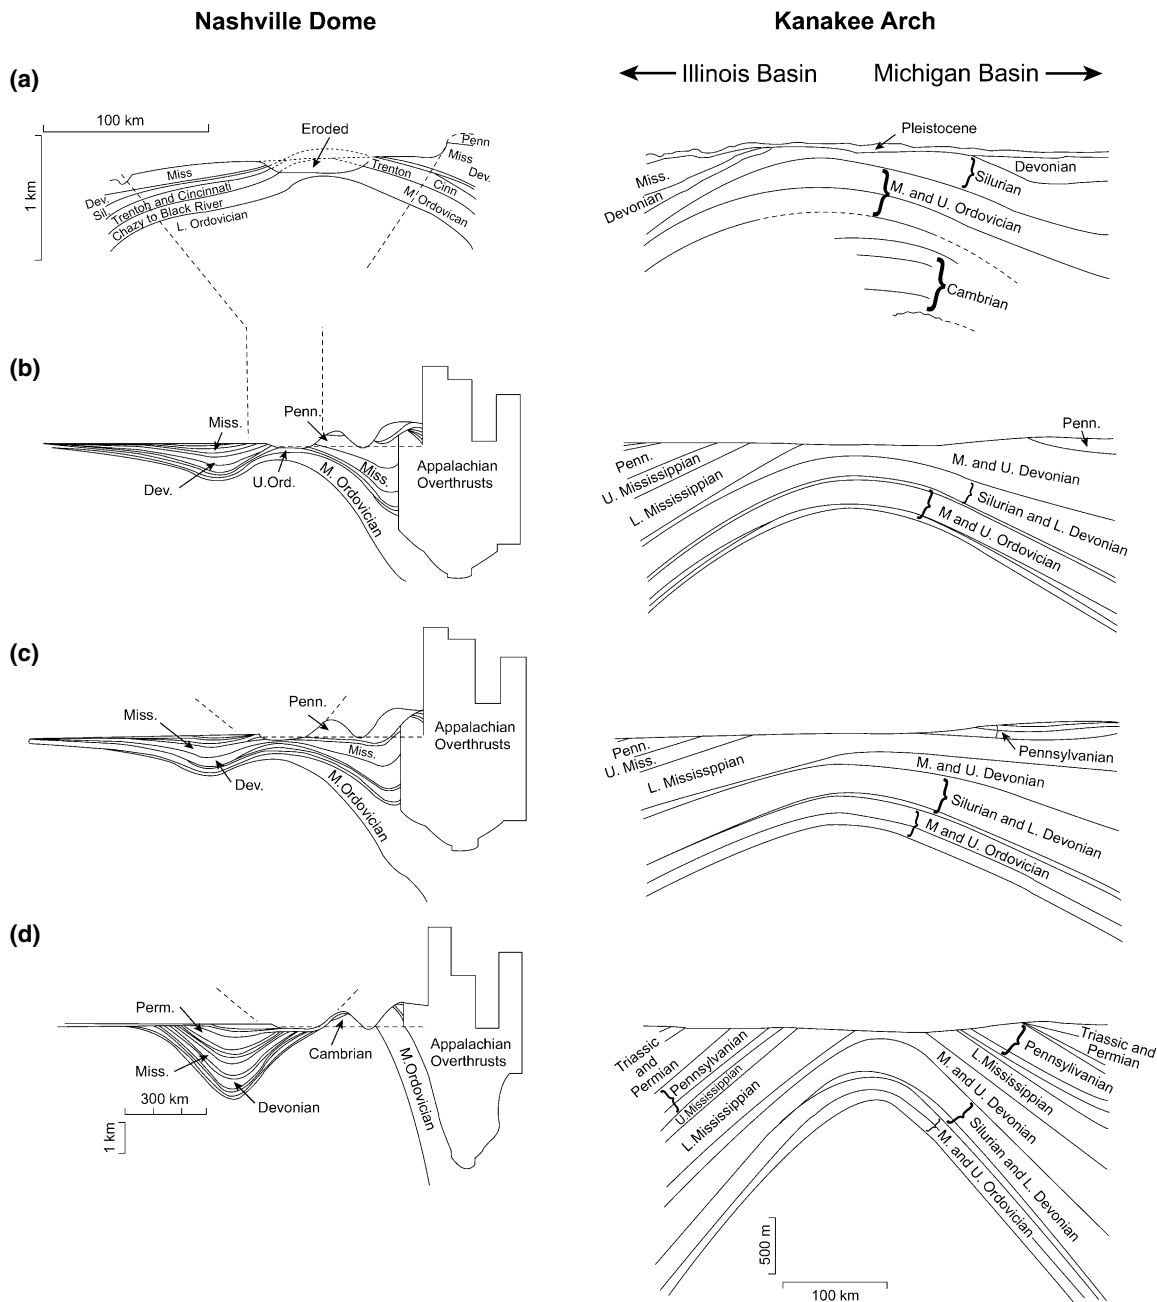 Nashville Dome
Kanakee Arch
(a)
Illinois Basin
Michigan Basin
100 km
1 km
Eroded
Penn
Miss
Miss
Dev.
Dev.
Trenton
Cinn
Sil.
Trenton and Cincinnati
M. Ordovican
Chazy to Black River
L. Ordovician
Pleistocene
Devonian
Silurian
Miss.
Devonian
M. and U. Ordovician
Cambrian
(b)
Miss.
Penn.
Dev.
U.Ord.
Miss.
M. Ordovician
Appalachian
Overthrusts
Penn.
Penn.
U. Mississippian
L. Mississippian
M. and U. Devonian
Silurian and L. Devonian
M and U. Ordovician
(c)
Miss.
Penn.
Miss.
Dev.
M.Ordovician
Appalachian
Overthrusts
Penn.
U. Miss.
L. Mississppian
Pennsylvanian
M. and U. Devonian
Silurian and L. Devonian
M and U. Ordovician
(d)
Perm.
Miss.
Cambrian
Devonian
M.Ordovician
Appalachian
Overthrusts
300 km
1 km
Triassic
and
Permian
Pennsylvanian
U.Mississippian
L.Mississippian
Triassic and
Permian
Pennsylvanian
L.Mississippian
M. and U. Devonian
Silurian and L. Devonian
M. and U. Ordovician
500 m
100 km